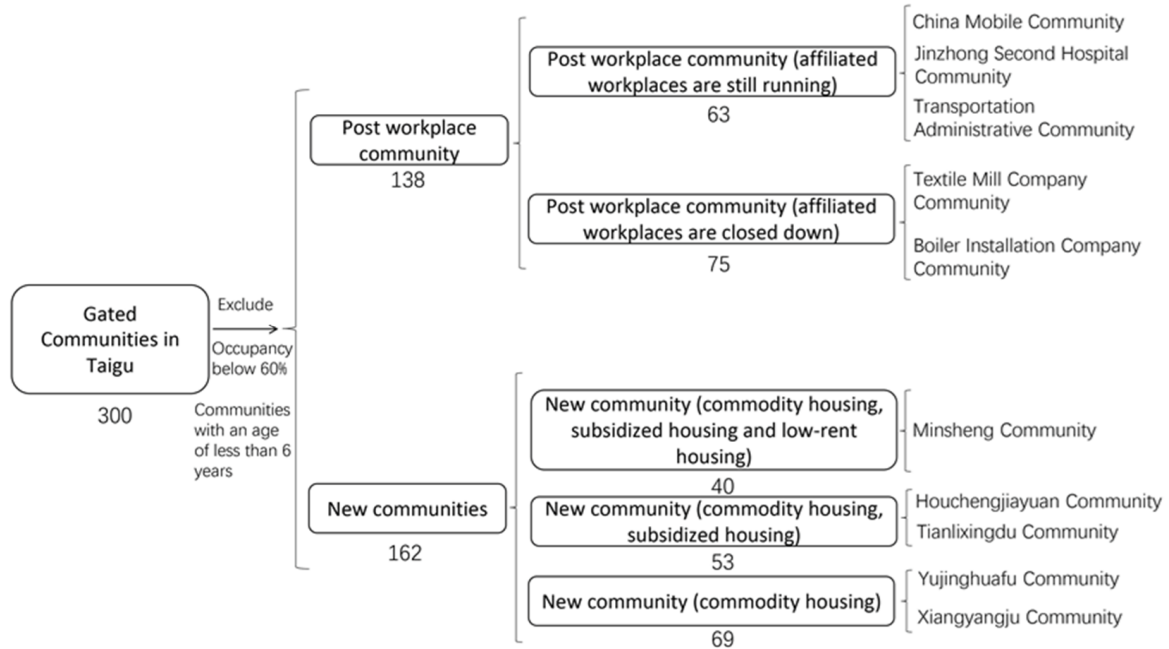 Gated
Communities in
Taigu
300
Exclude
Occupancy
below 60%
Communities
with an age
of less than 6
years
Post workplace
community
138
Post workplace community (affiliated
workplaces are still running)
63
China Mobile Community
Jinzhong Second Hospital
Community
Transportation
Administrative Community
Post workplace community (affiliated
workplaces are closed down)
75
Textile Mill Company
Community
Boiler Installation Company
Community
New communities
162
New community (commodity housing,
subsidized housing and low-rent
housing)
40
Minsheng Community
New community (commodity housing,
subsidized housing)
53
Houchengjiayuan Community
Tianlixingdu Community
New community (commodity housing)
69
Yujinghuafu Community
Xiangyangju Community